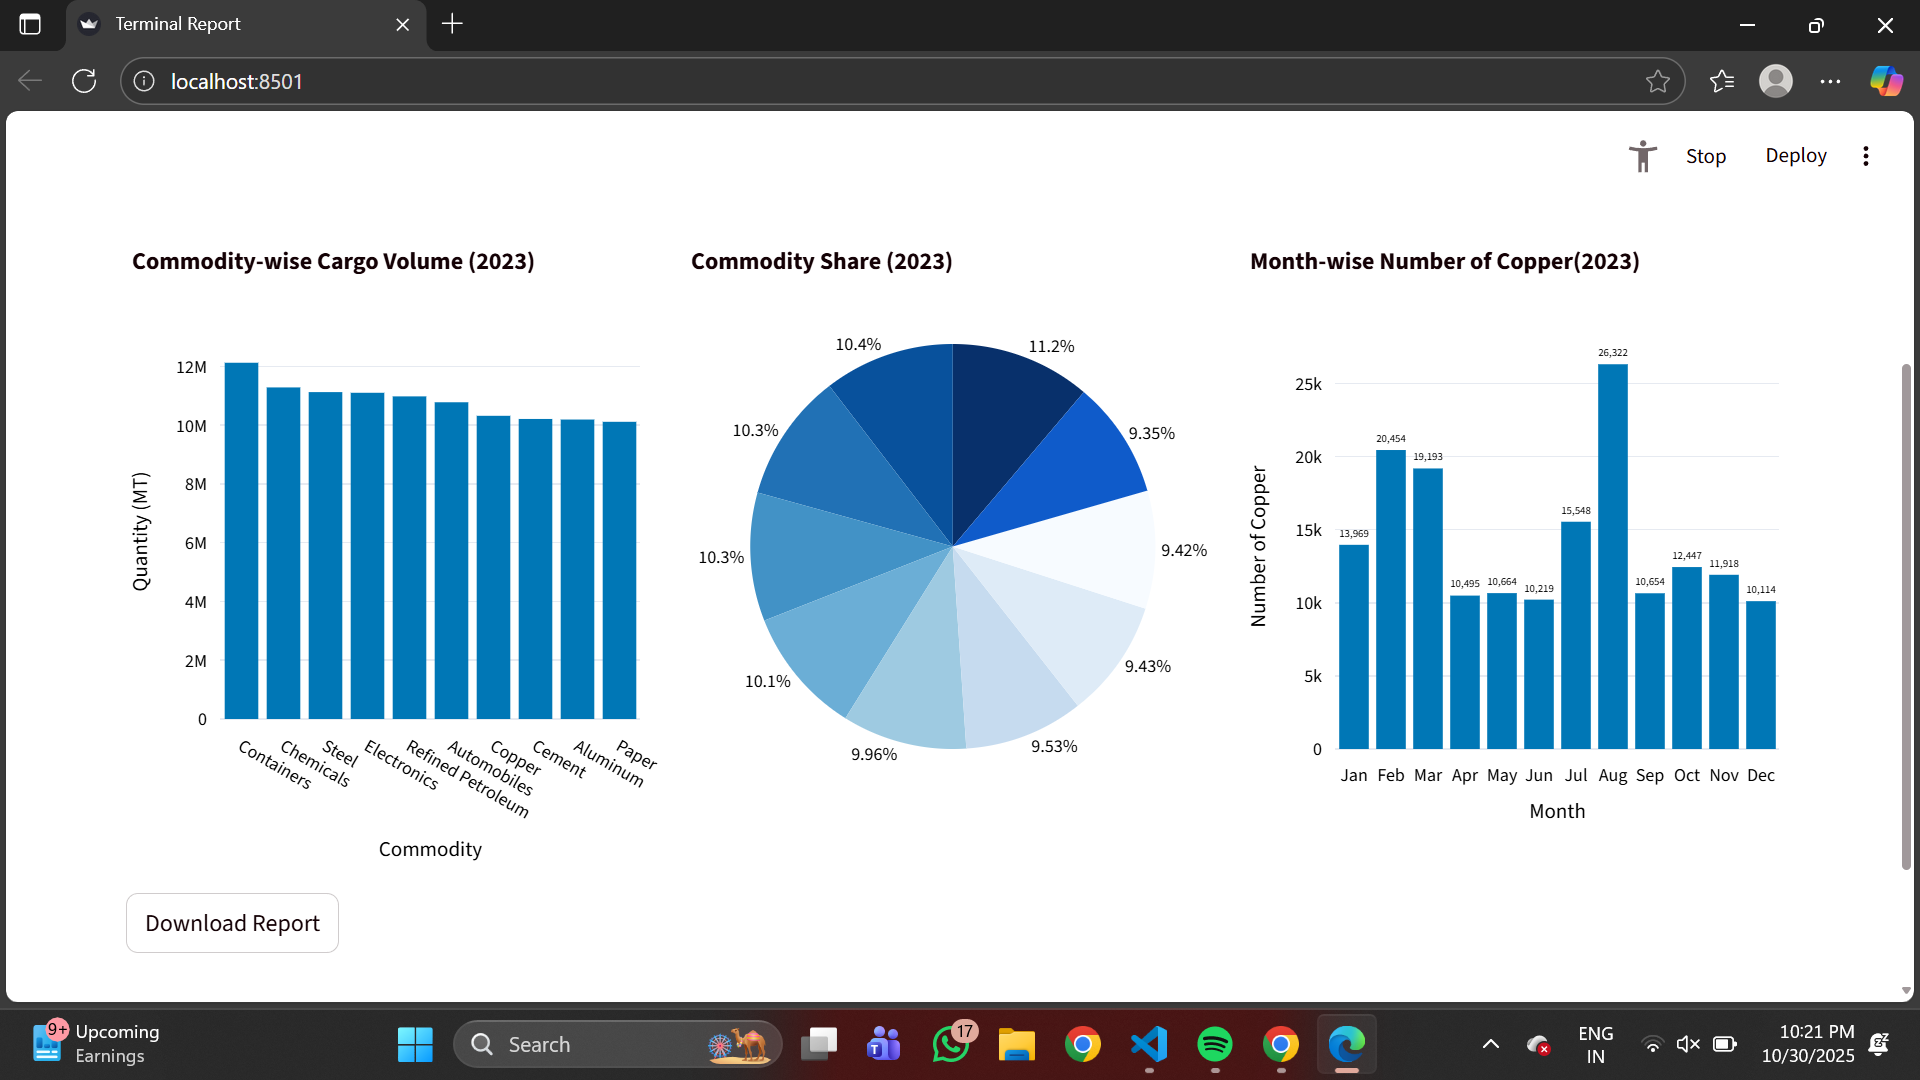 Terminal Report
localhost:8501
Stop
Deploy
Commodity-wise Cargo Volume (2023)
12M
10M
8M
6M
4M
2M
0
Quantity (MT)
Containers
Chemicals
Steel
Electronics
Refined Petroleum
Automobiles
Copper
Cement
Aluminum
Paper
Commodity
Commodity Share (2023)
11.2%
9.35%
9.42%
9.43%
9.53%
9.96%
10.1%
10.3%
10.3%
10.4%
Month-wise Number of Copper(2023)
25k
20k
15k
10k
5k
0
Number of Copper
13,969
20,454
19,193
10,495
10,664
10,219
15,548
26,322
10,654
12,447
11,918
10,114
Jan Feb Mar Apr May Jun Jul Aug Sep Oct Nov Dec
Month
Download Report
9+
Upcoming
Earnings
Search
T
17
ENG
IN
10:21 PM
10/30/2025